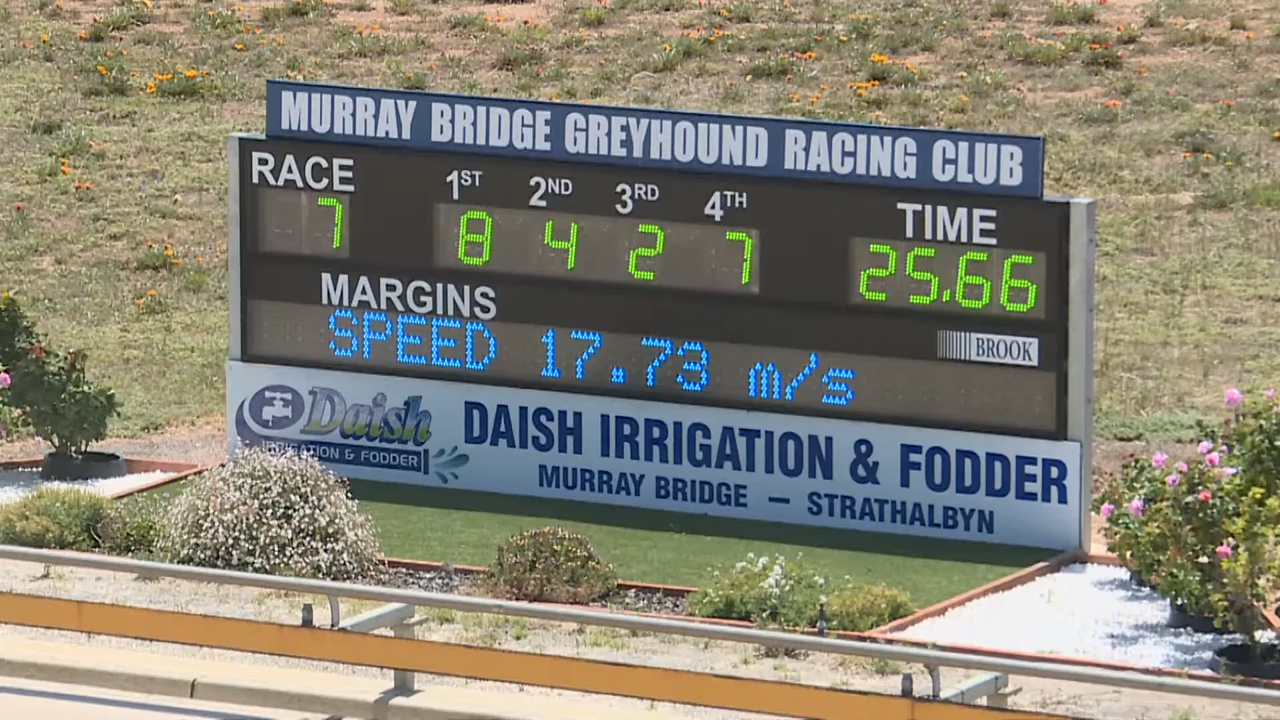 MURRAY BRIDGE GREYHOUND RACING CLUB
RACE 1ST 2ND 3RD 4TH TIME
7 8 4 2 7 25.66
MARGINS
BROOK
SPEED 17.73 m/s
Daish
IRRIGATION & FODDER
DAISH IRRIGATION & FODDER
MURRAY BRIDGE – STRATHALBYN